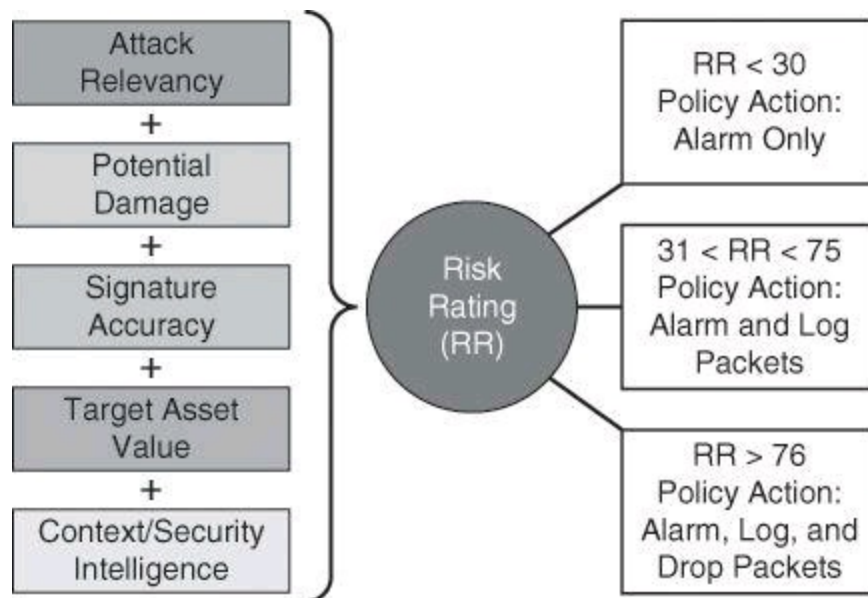 Attack
Relevancy
+
Potential
Damage
+
Signature
Accuracy
+
Target Asset
Value
+
Context/Security
Intelligence
Risk
Rating
(RR)
RR < 30
Policy Action:
Alarm Only
31 < RR < 75
Policy Action:
Alarm and Log
Packets
RR > 76
Policy Action:
Alarm, Log, and
Drop Packets